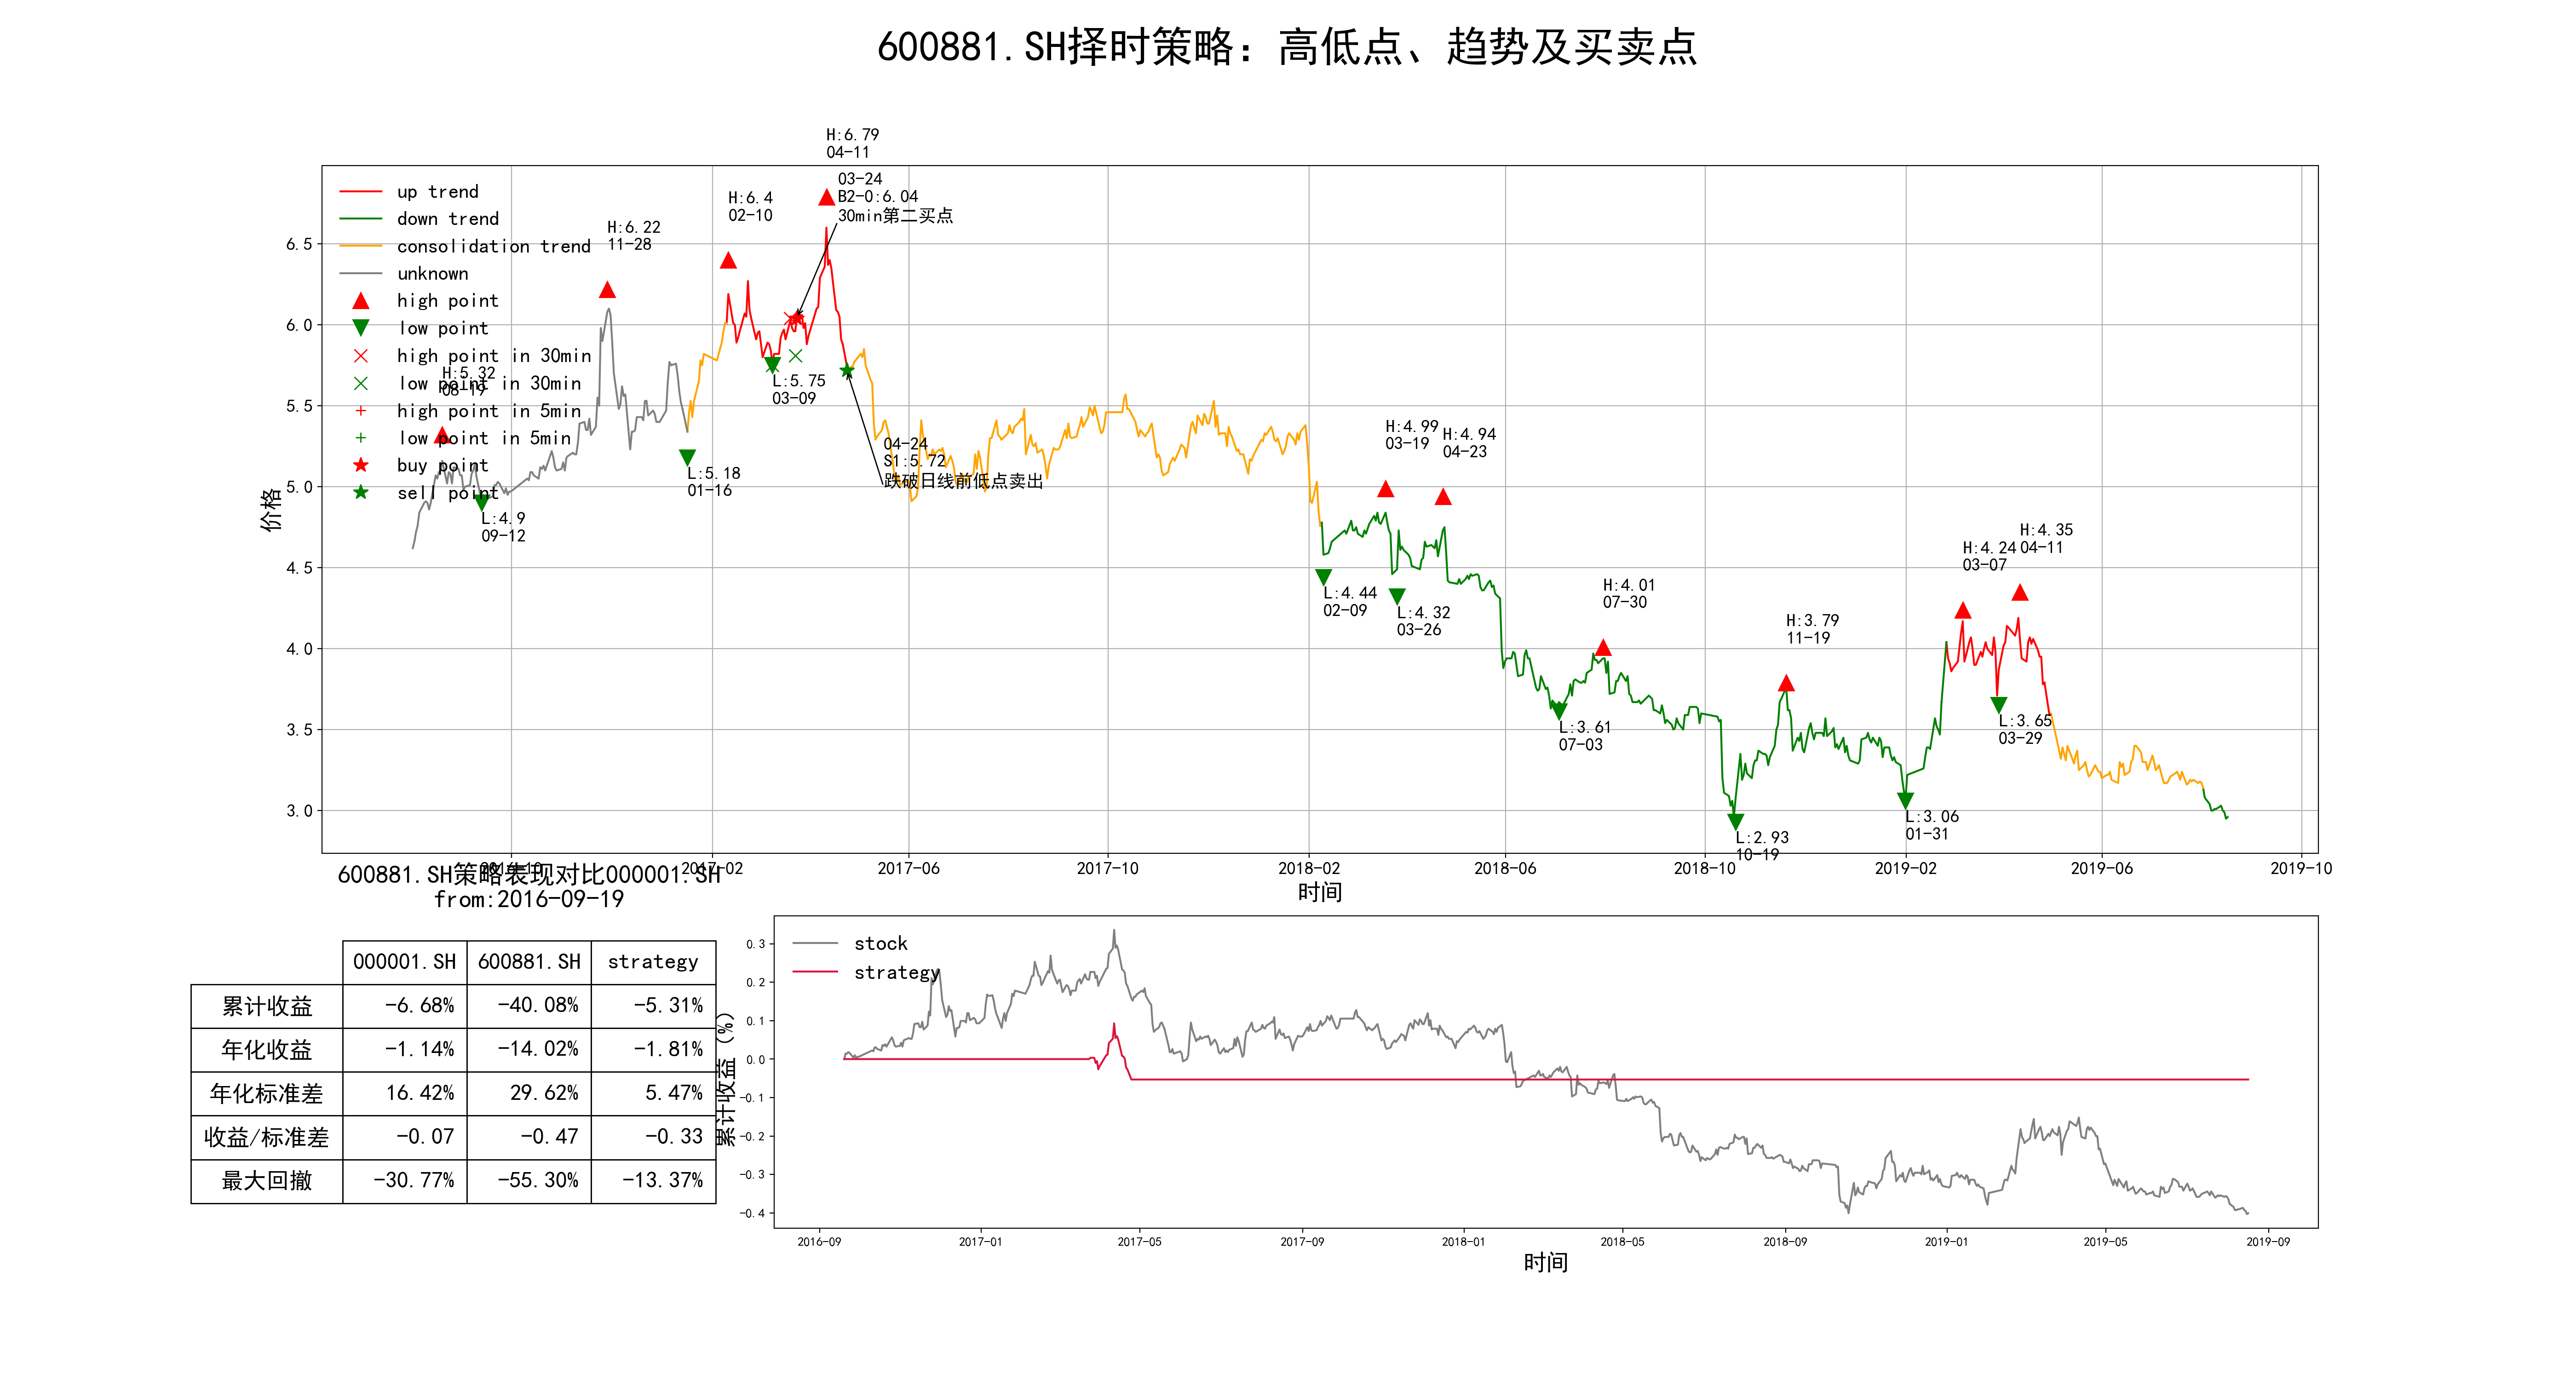 600881.SH择时策略：高低点、趋势及买卖点
H:6.79
04-11
03-24
B2-0:6.04
30min第二买点
H:6.4
02-10
H:6.22
11-28
up trend
down trend
consolidation trend
unknown
high point
low point
high point in 30min
low point in 30min
high point in 5min
low point in 5min
buy point
sell point
H:5.32
08-19
L:4.9
09-12
L:5.18
01-16
L:5.75
03-09
04-24
S1:5.72
跌破日线前低点卖出
H:4.99
03-19
H:4.94
04-23
L:4.44
02-09
L:4.32
03-26
H:4.01
07-30
L:3.61
07-03
H:3.79
11-19
L:2.93
10-19
L:3.06
01-31
H:4.24
03-07
H:4.35
04-11
L:3.65
03-29
6.5
6.0
5.5
5.0
4.5
4.0
3.5
3.0
价格
2016-10
2017-02
2017-06
2017-10
2018-02
2018-06
2018-10
2019-02
2019-06
2019-10
时间
600881.SH策略表现对比000001.SH
from:2016-09-19
000001.SH 600881.SH strategy
累计收益 -6.68% -40.08% -5.31%
年化收益 -1.14% -14.02% -1.81%
年化标准差 16.42% 29.62% 5.47%
收益/标准差 -0.07 -0.47 -0.33
最大回撤 -30.77% -55.30% -13.37%
stock
strategy
0.3
0.2
0.1
0.0
-0.1
-0.2
-0.3
-0.4
累计收益（%）
2016-09
2017-01
2017-05
2017-09
2018-01
2018-05
2018-09
2019-01
2019-05
2019-09
时间